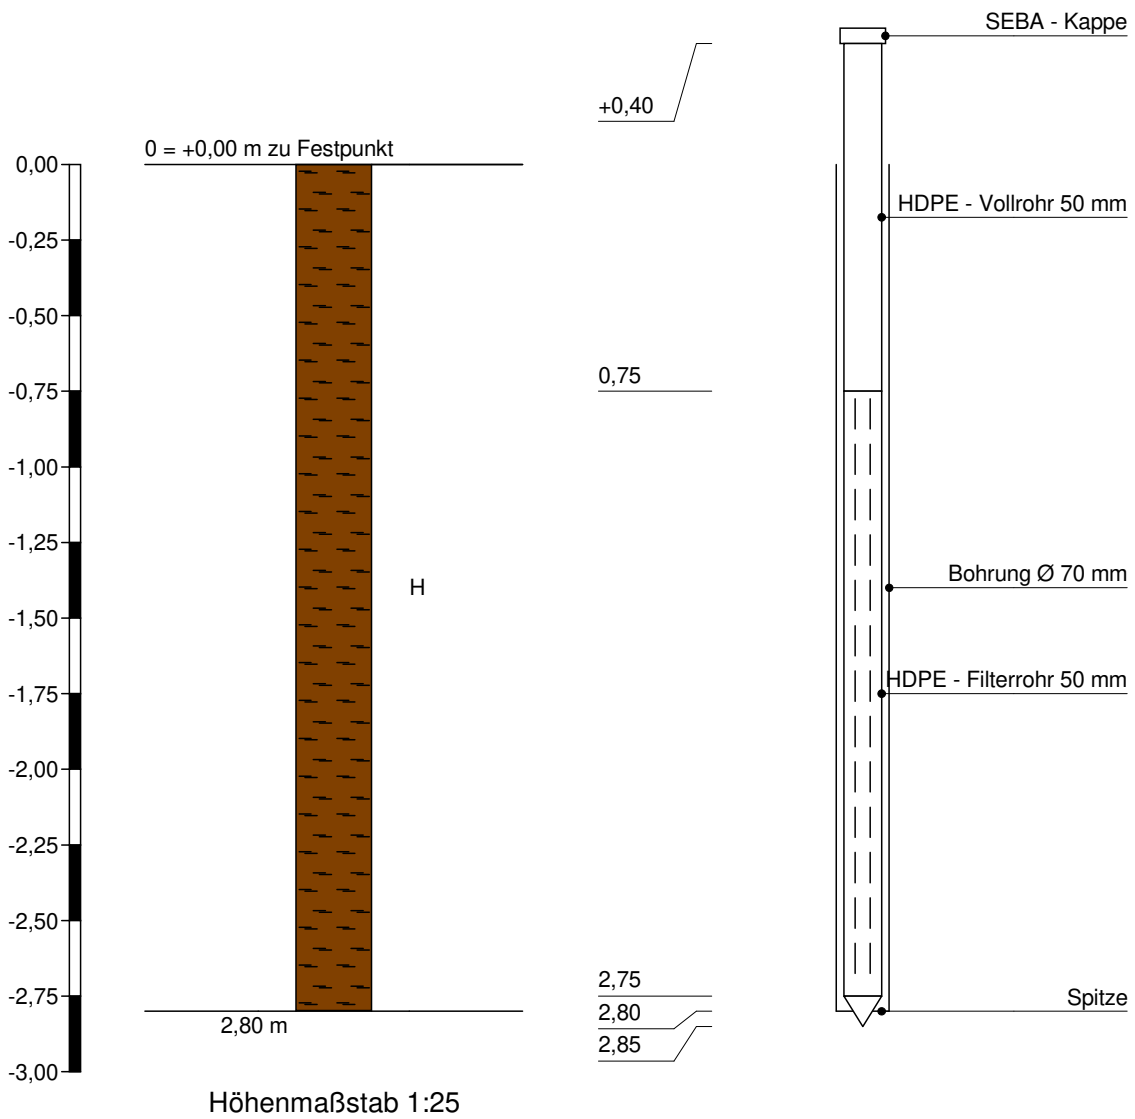 SEBA - Kappe
+0,40
0 = +0,00 m zu Festpunkt
0,00
HDPE - Vollrohr 50 mm
-0,25
-0,50
0,75
-0,75
-1,00
-1,25
Bohrung Ø 70 mm
H
-1,50
HDPE - Filterrohr 50 mm
-1,75
-2,00
-2,25
-2,50
2,75
-2,75
Spitze
2,80
2,80 m
2,85
-3,00
Höhenmaßstab 1:25